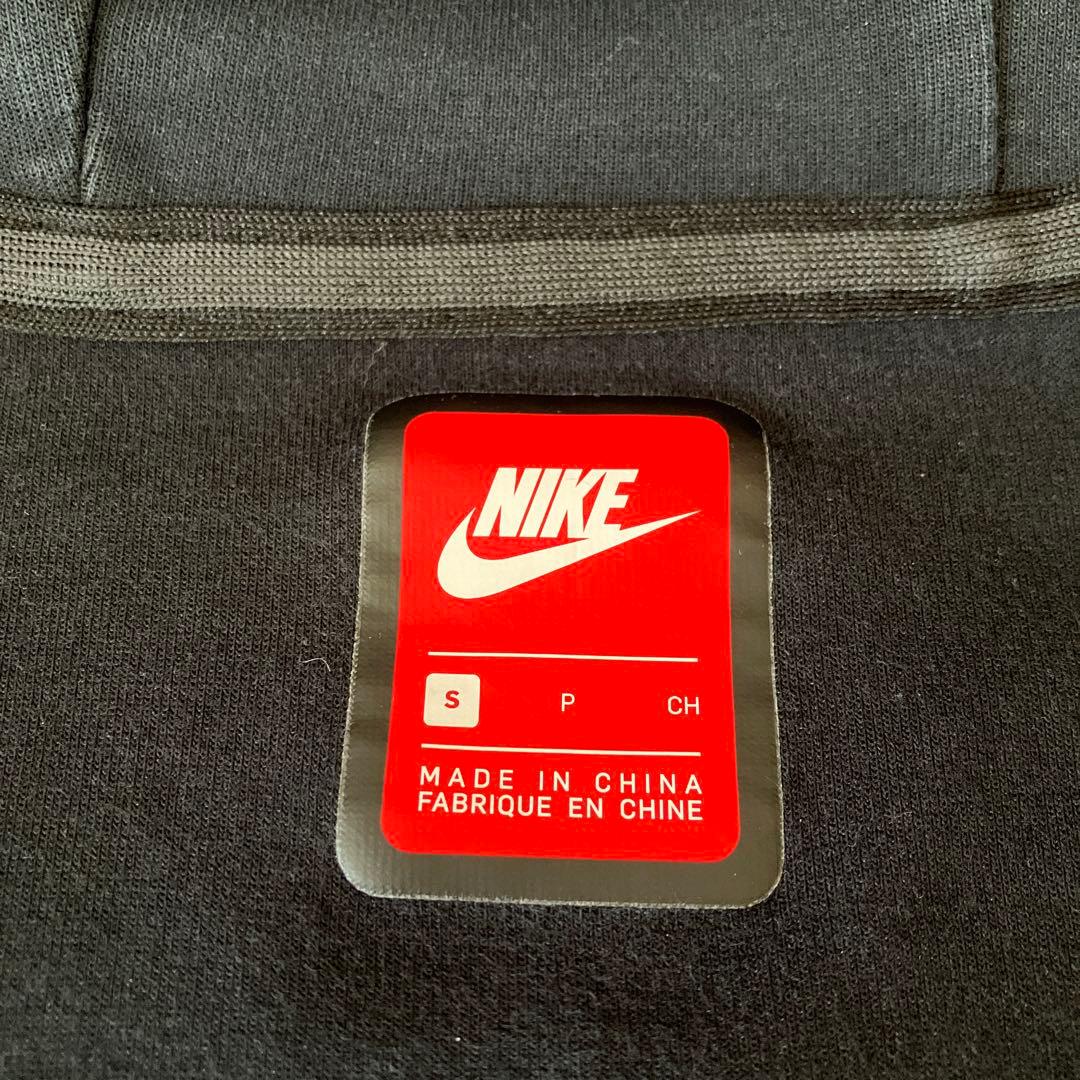 NIKE
S P CH
MADE IN CHINA
FABRIQUE EN CHINE